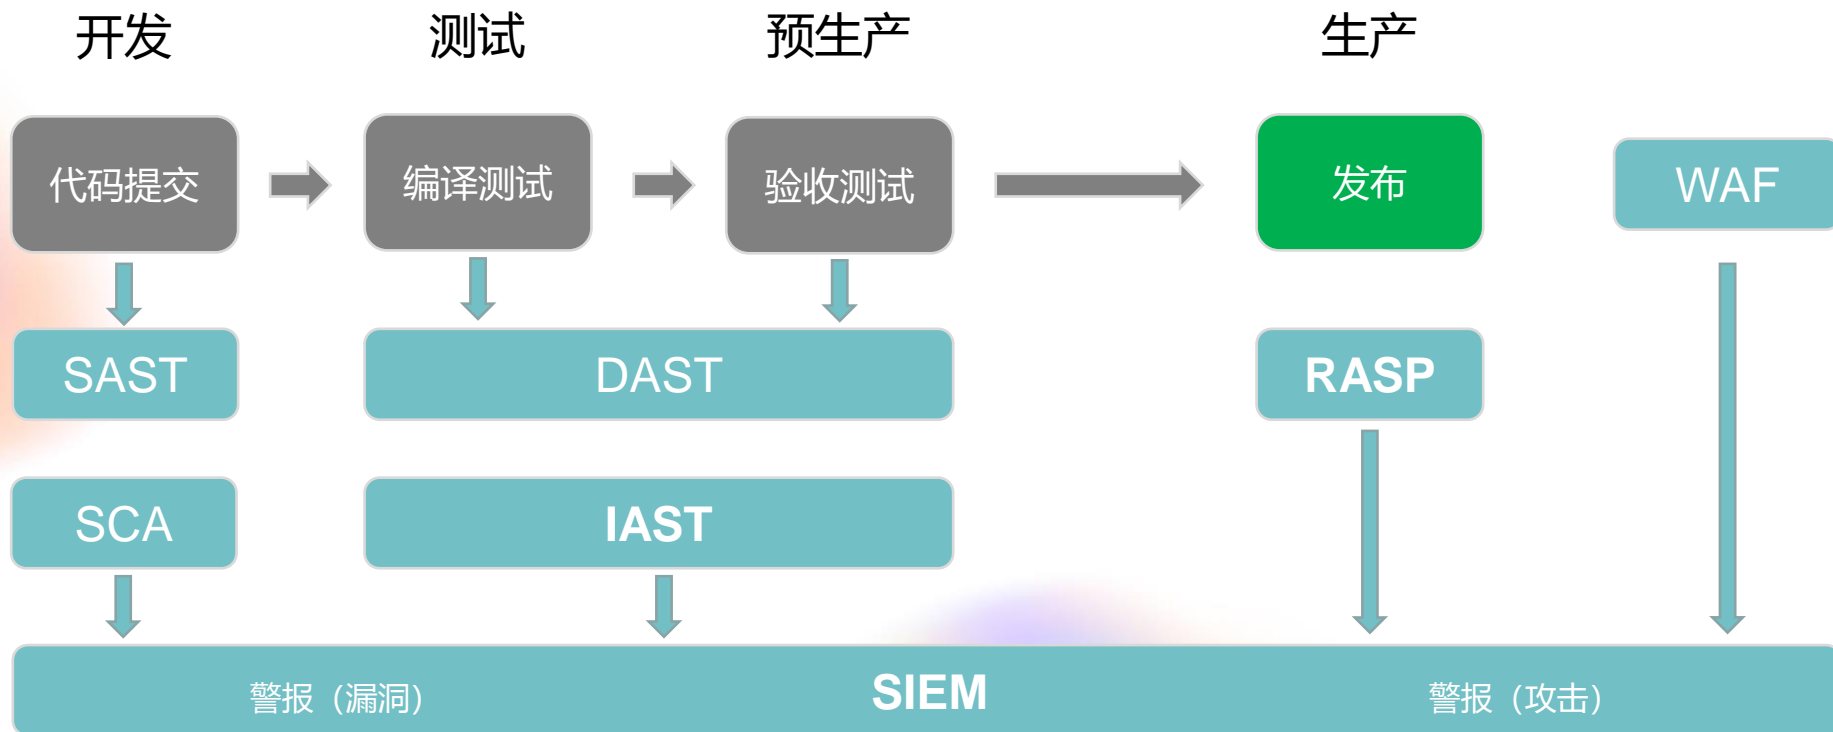 开发
测试
预生产
生产
代码提交
编译测试
验收测试
发布
WAF
SAST
DAST
RASP
SCA
IAST
警报（漏洞）
SIEM
警报（攻击）